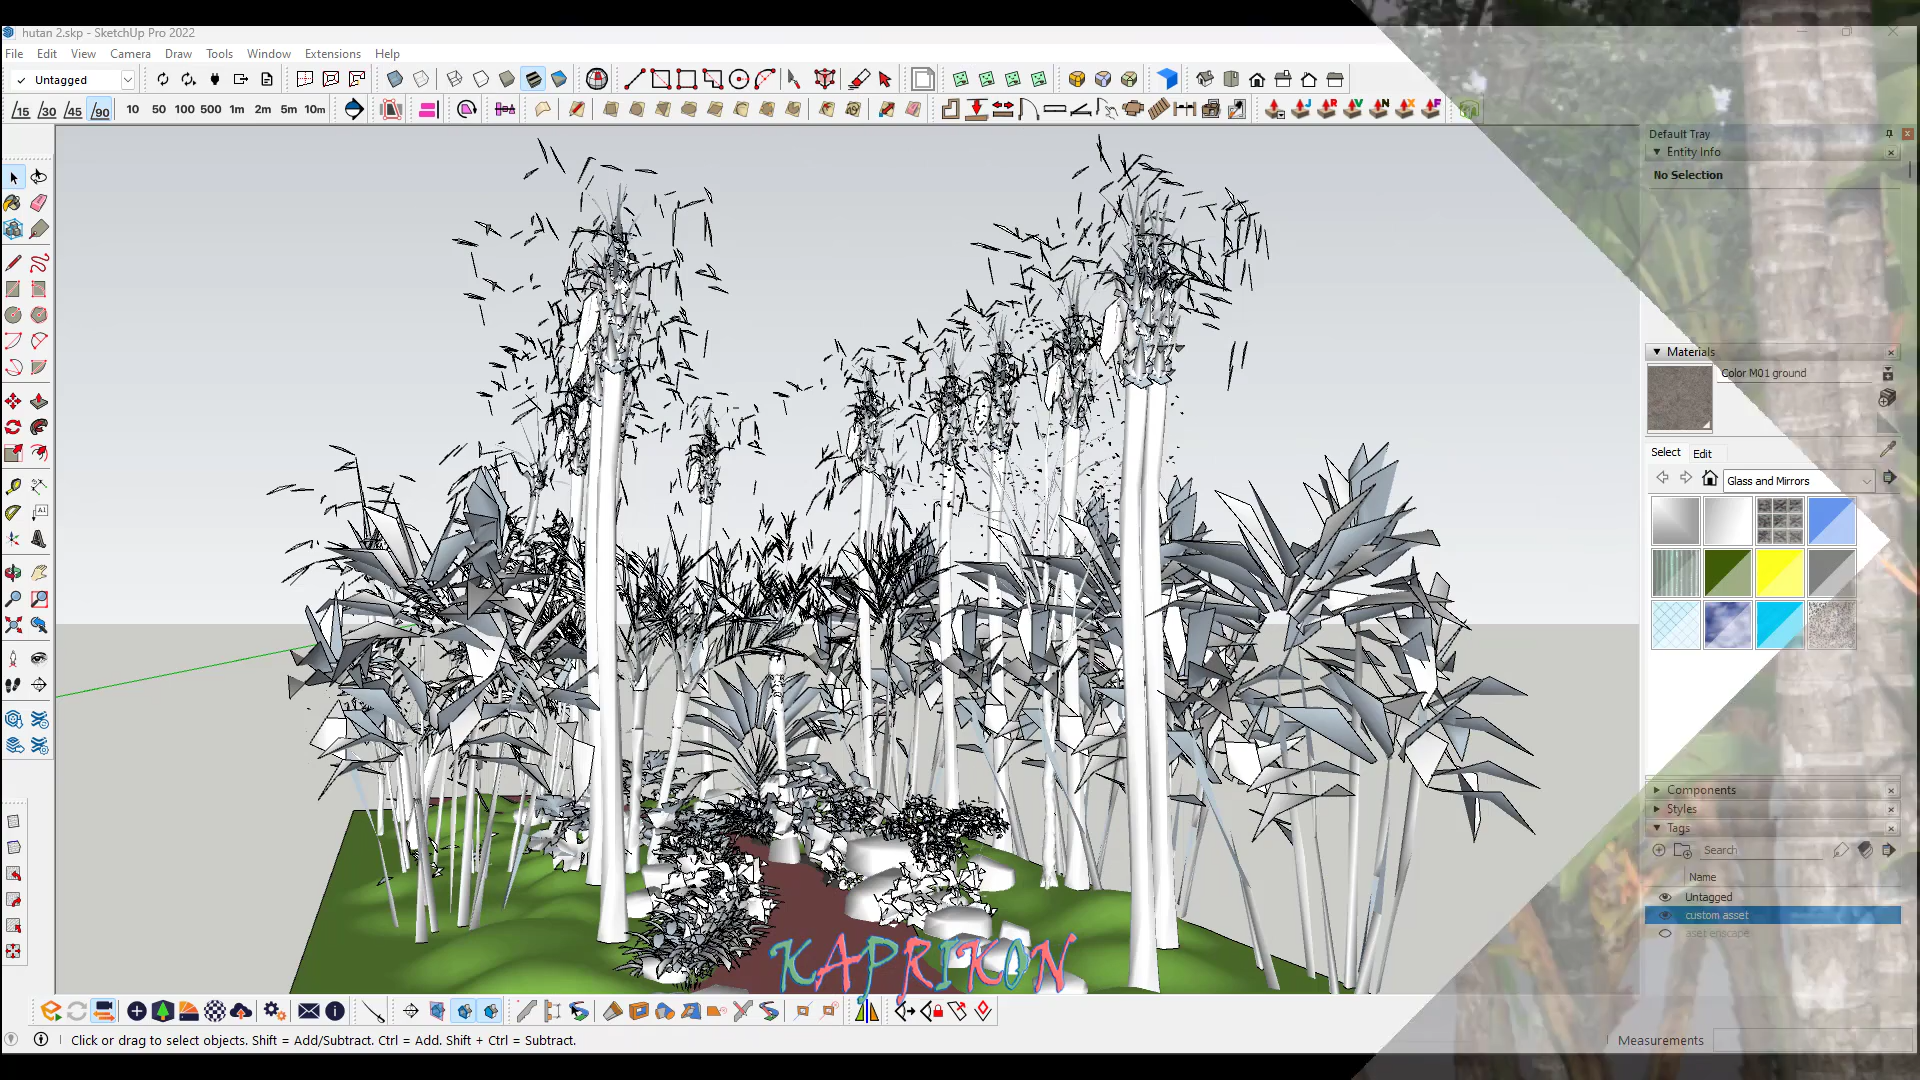 hutan 2.skp - SketchUp Pro 2022
File Edit View Camera Draw Tools Window Extensions Help
Untagged
15 30 45 90 10 50 100 500 1m 2m 5m 10m
J R V N X F
Default Tray
Entity Info
No Selection
Materials
Color M01 ground
Select Edit
Glass and Mirrors
Components
Styles
Tags
Search
Name
Untagged
custom asset
aset enscape
KAPRIKON
Click or drag to select objects. Shift = Add/Subtract. Ctrl = Add. Shift + Ctrl = Subtract.
Measurements